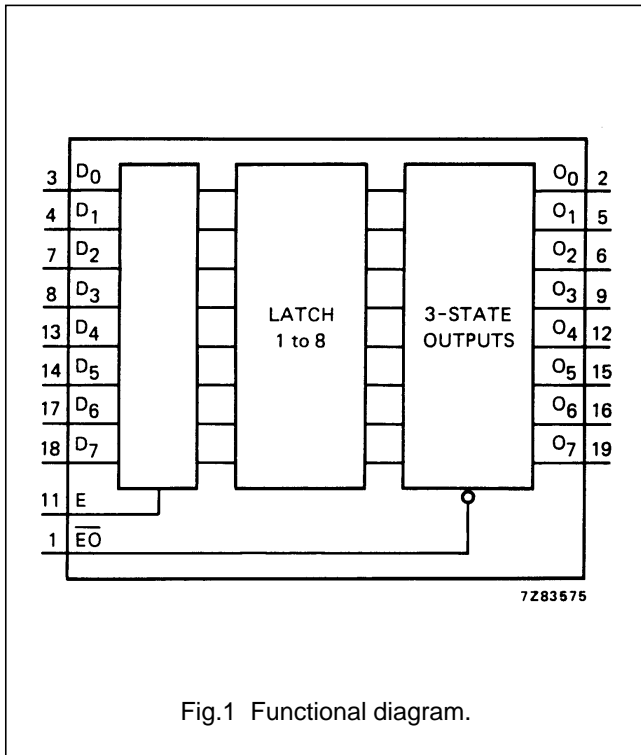 3 D0 O0 2
4 D1 O1 5
7 D2 O2 6
8 D3 O3 9
LATCH 3-STATE
13 D4 O4 12
1 to 8 OUTPUTS
14 D5 O5 15
17 D6 O6 16
18 D7 O7 19
11 E
1 E̅O̅
7Z83575
Fig.1 Functional diagram.